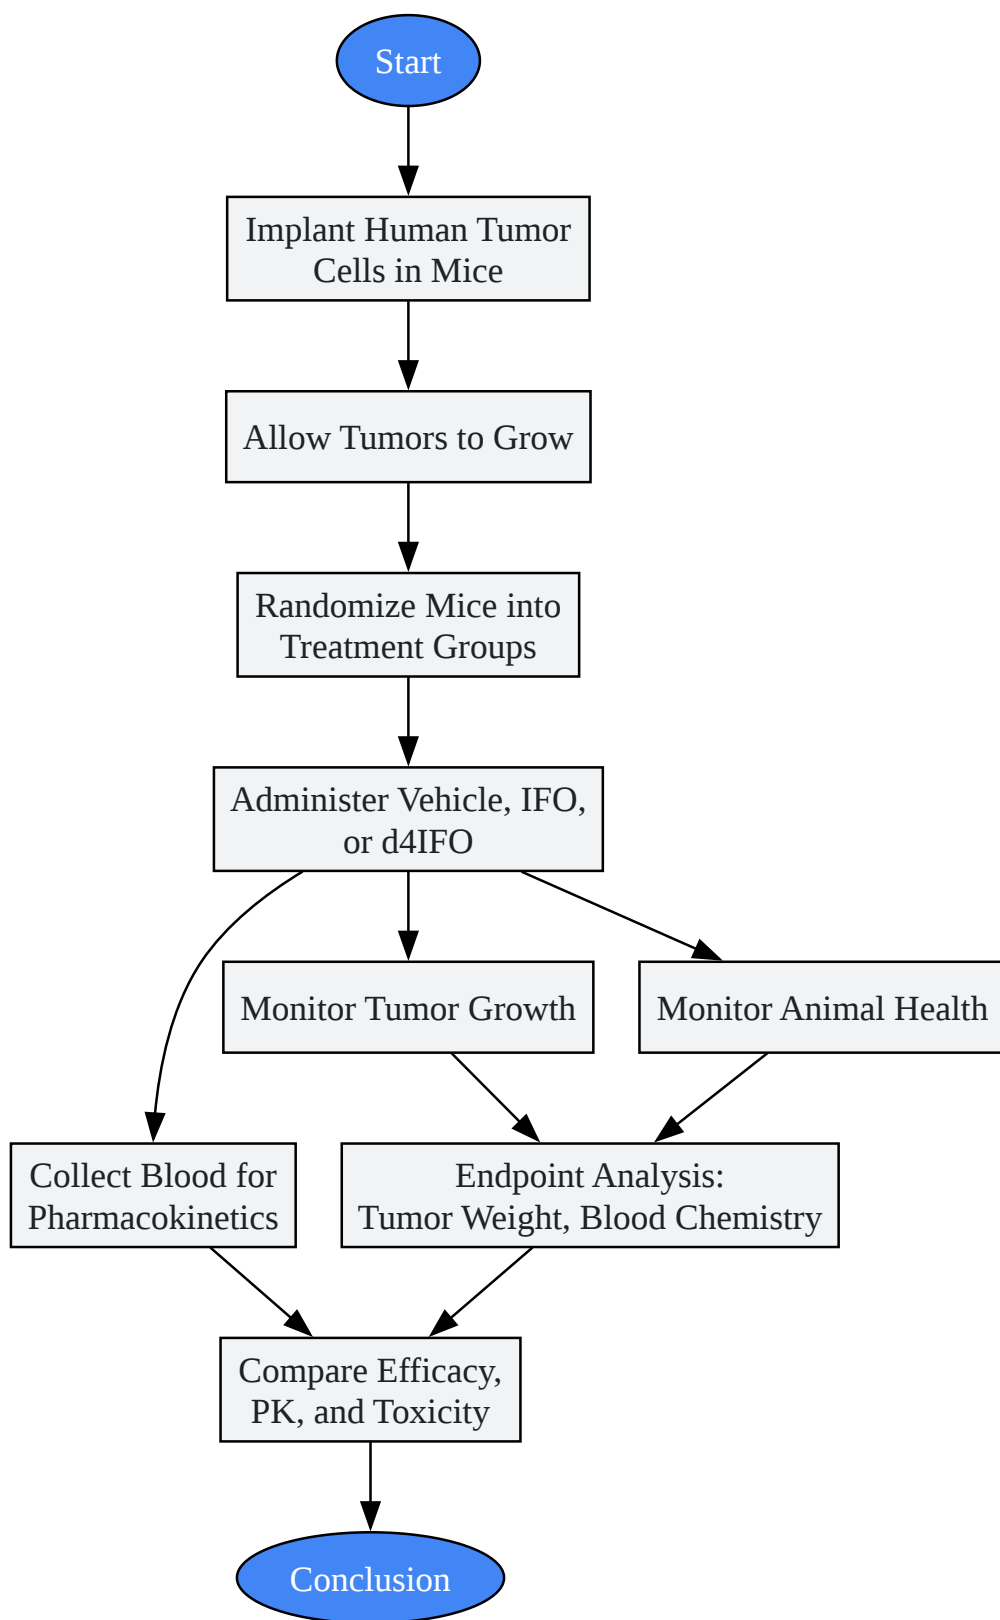 Start
Implant Human Tumor
Cells in Mice
Allow Tumors to Grow
Randomize Mice into
Treatment Groups
Administer Vehicle, IFO,
or d4IFO
Monitor Tumor Growth
Monitor Animal Health
Collect Blood for
Pharmacokinetics
Endpoint Analysis:
Tumor Weight, Blood Chemistry
Compare Efficacy,
PK, and Toxicity
Conclusion